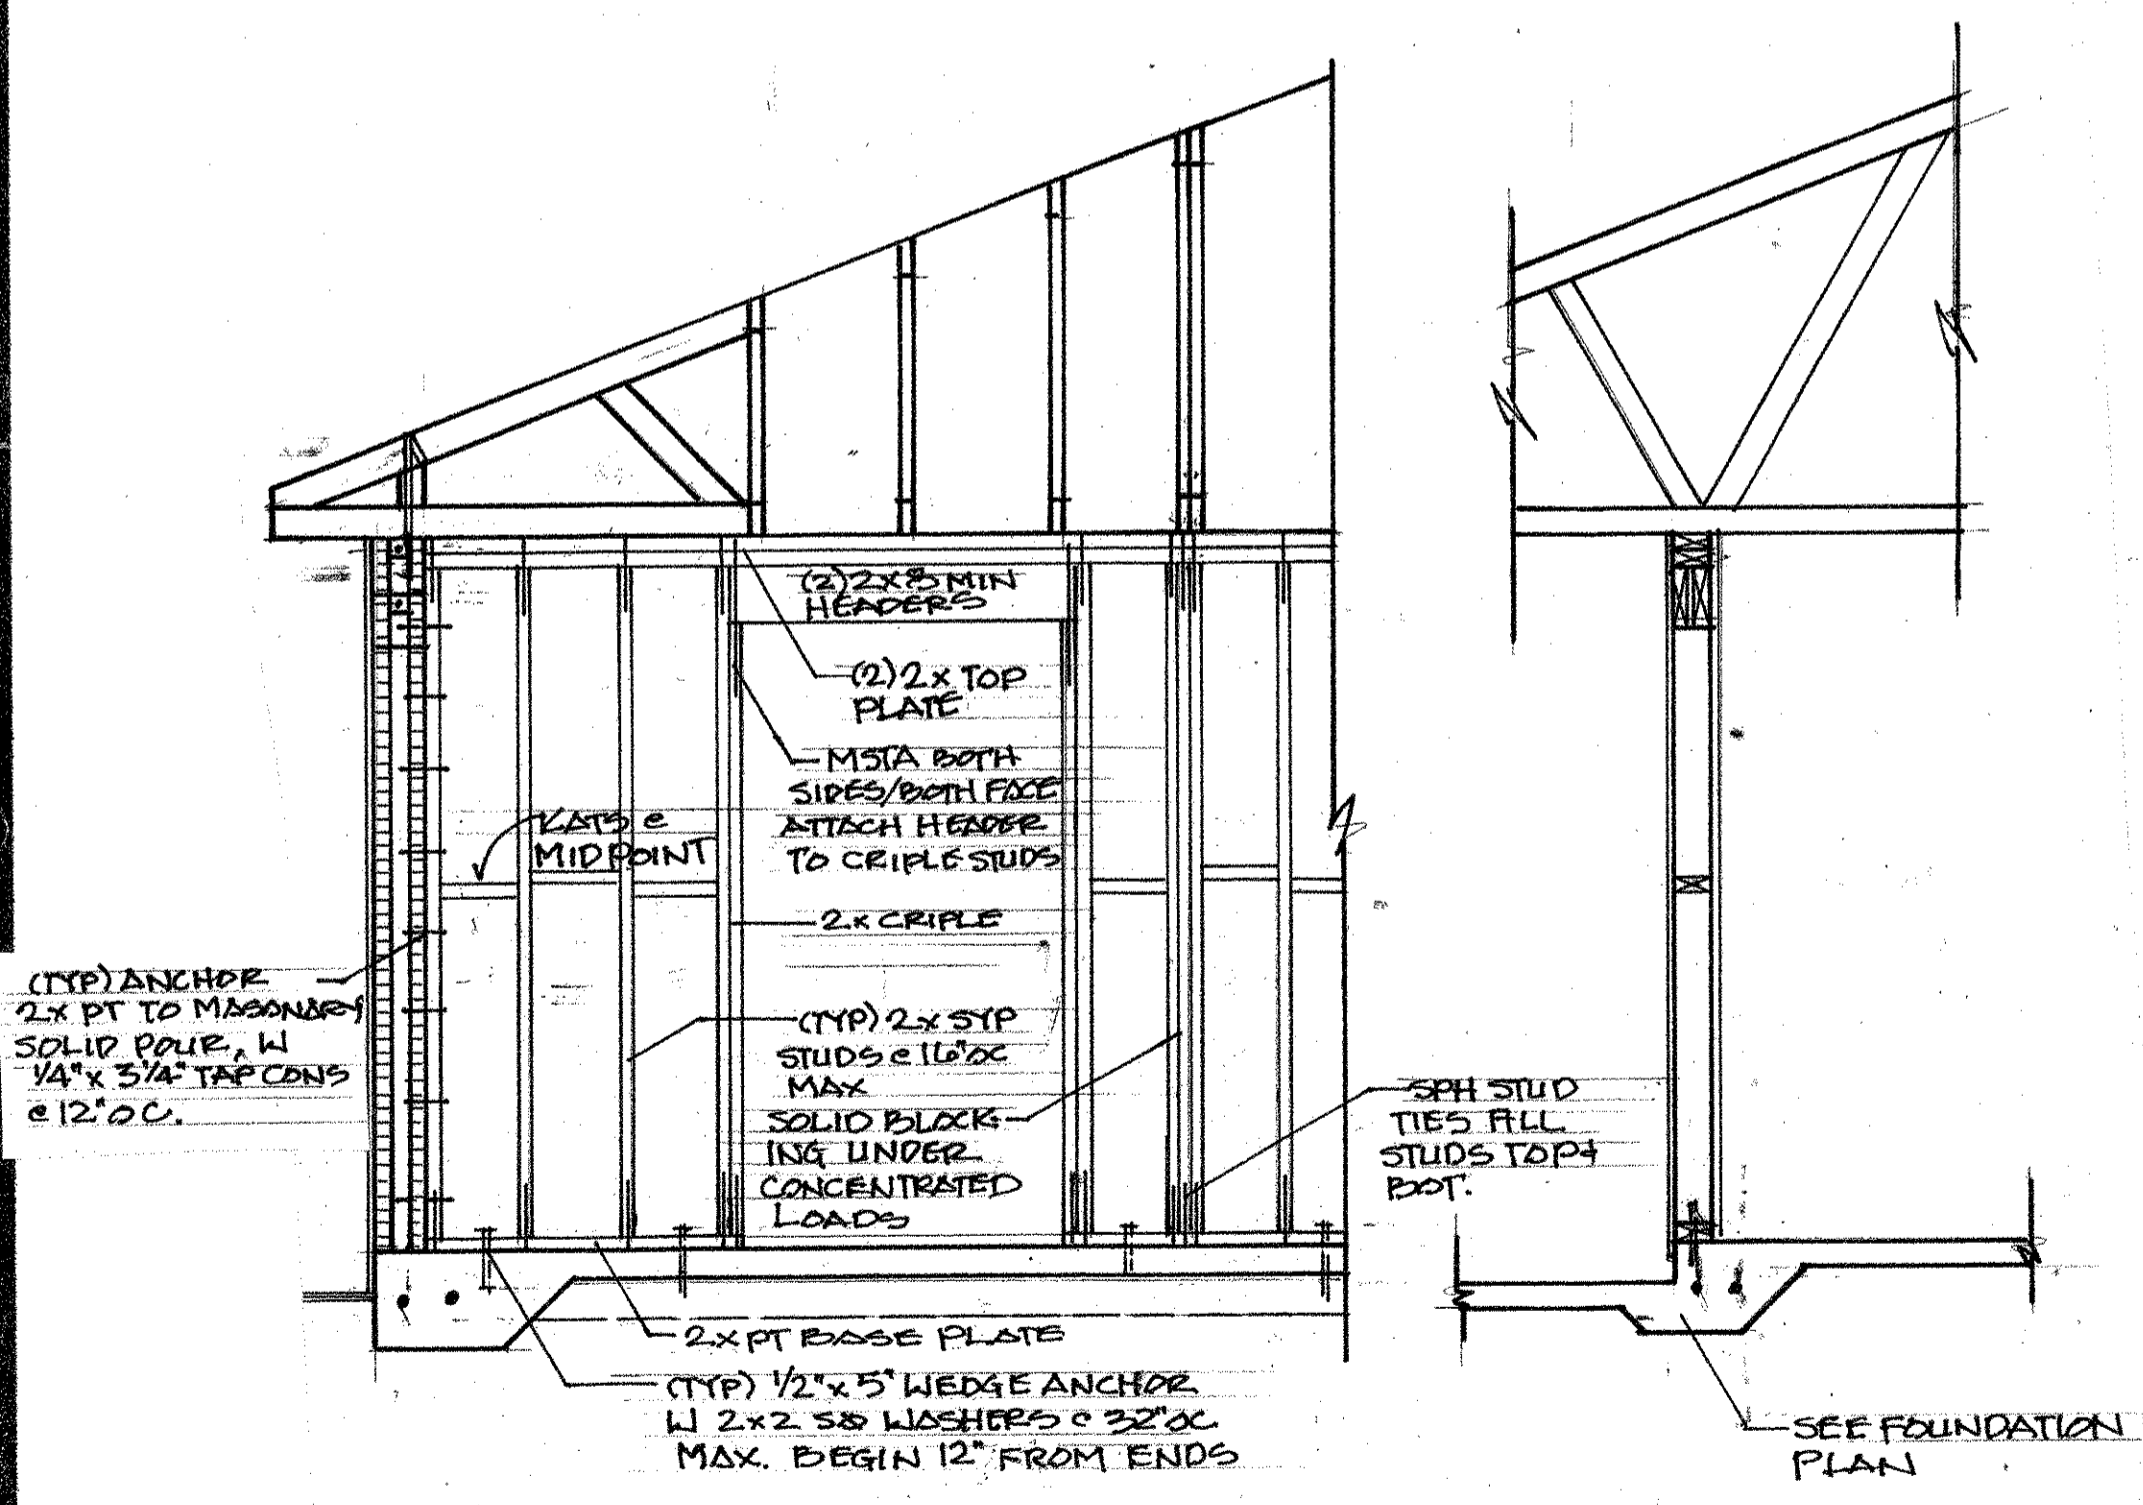 (2) 2X8 MIN
HEADERS
(2) 2X TOP
PLATE
MSTA BOTH
SIDES/BOTH FACE
ATTACH HEADER
TO CRIPLE STUDS
KATS @
MIDPOINT
2X CRIPLE
(TYP) ANCHOR
2X PT TO MASONARY
SOLID POUR, W
1/4" X 3 1/4" TAPCONS
@ 12" OC.
(TYP) 2X SYP
STUDS @ 16" OC
MAX
SOLID BLOCK-
ING UNDER
CONCENTRATED
LOADS
SPH STUD
TIES ALL
STUDS TOP &
BOT.
2X PT BASE PLATE
(TYP) 1/2" X 5" WEDGE ANCHOR
W 2X2 SQ WASHERS @ 32" OC
MAX. BEGIN 12" FROM ENDS
SEE FOUNDATION
PLAN